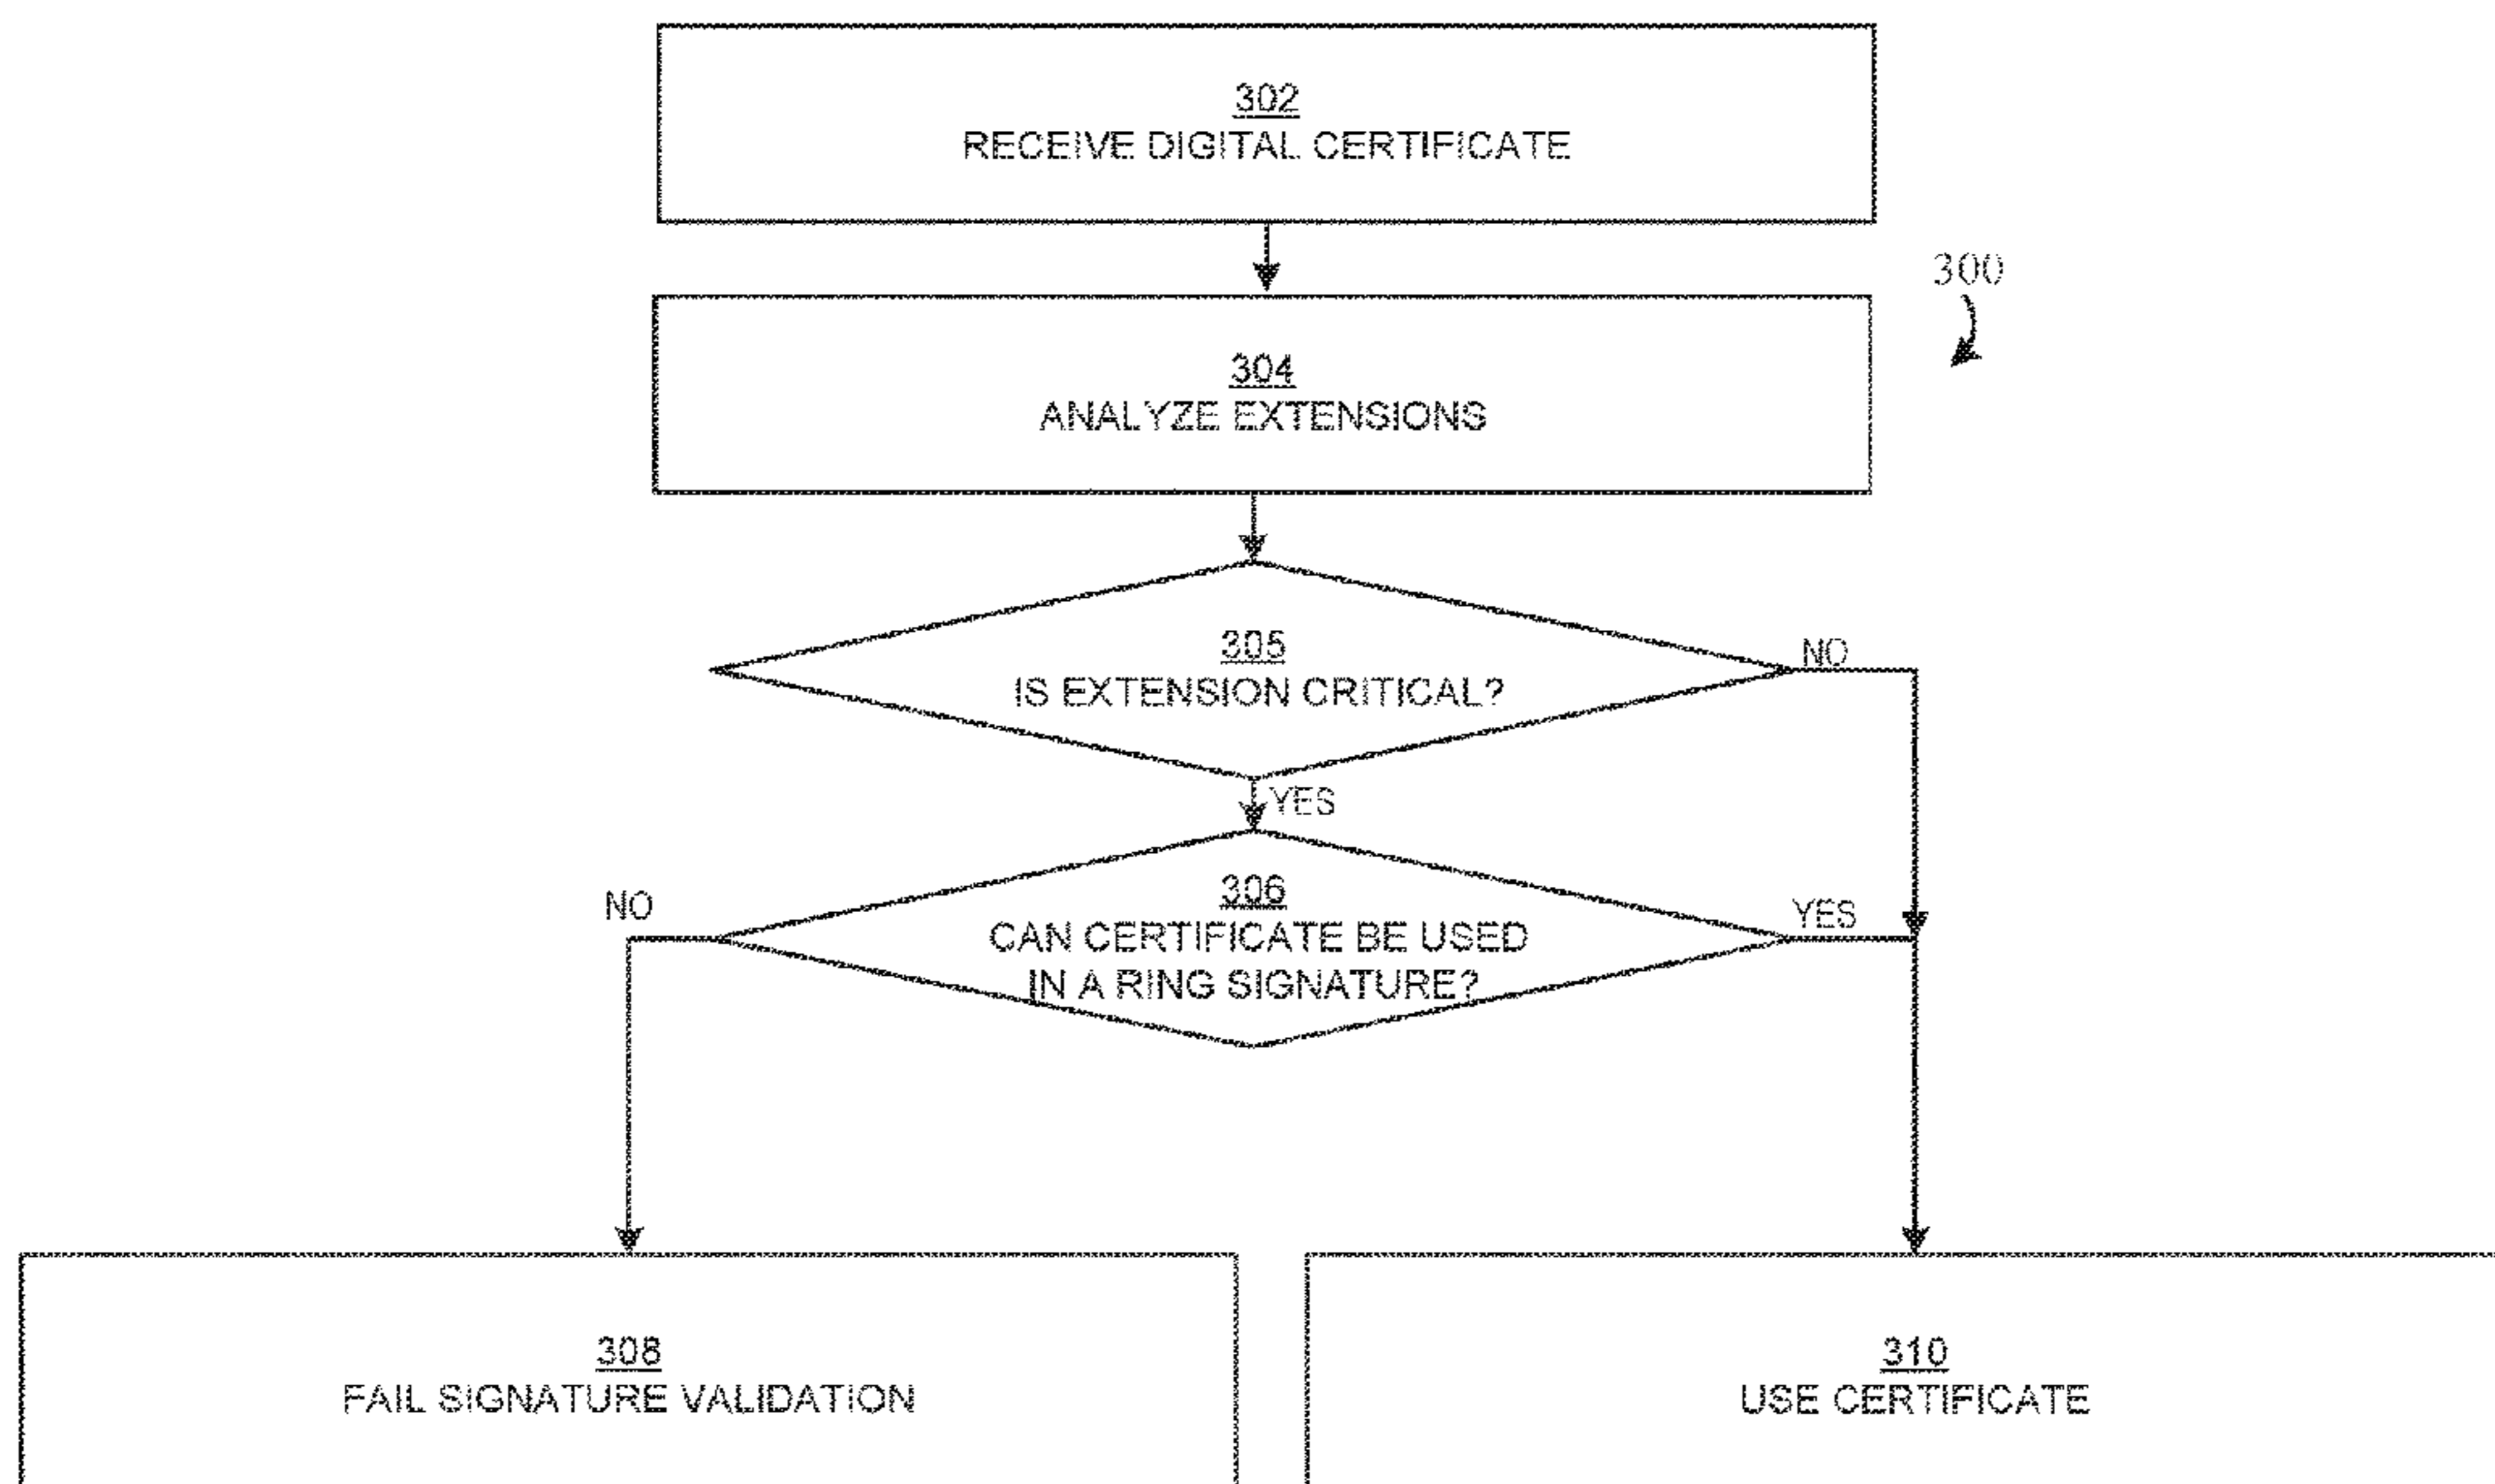 302
RECEIVE DIGITAL CERTIFICATE
300
304
ANALYZE EXTENSIONS
305
IS EXTENSION CRITICAL?
NO
YES
306
CAN CERTIFICATE BE USED
IN A RING SIGNATURE?
NO
YES
308
FAIL SIGNATURE VALIDATION
310
USE CERTIFICATE